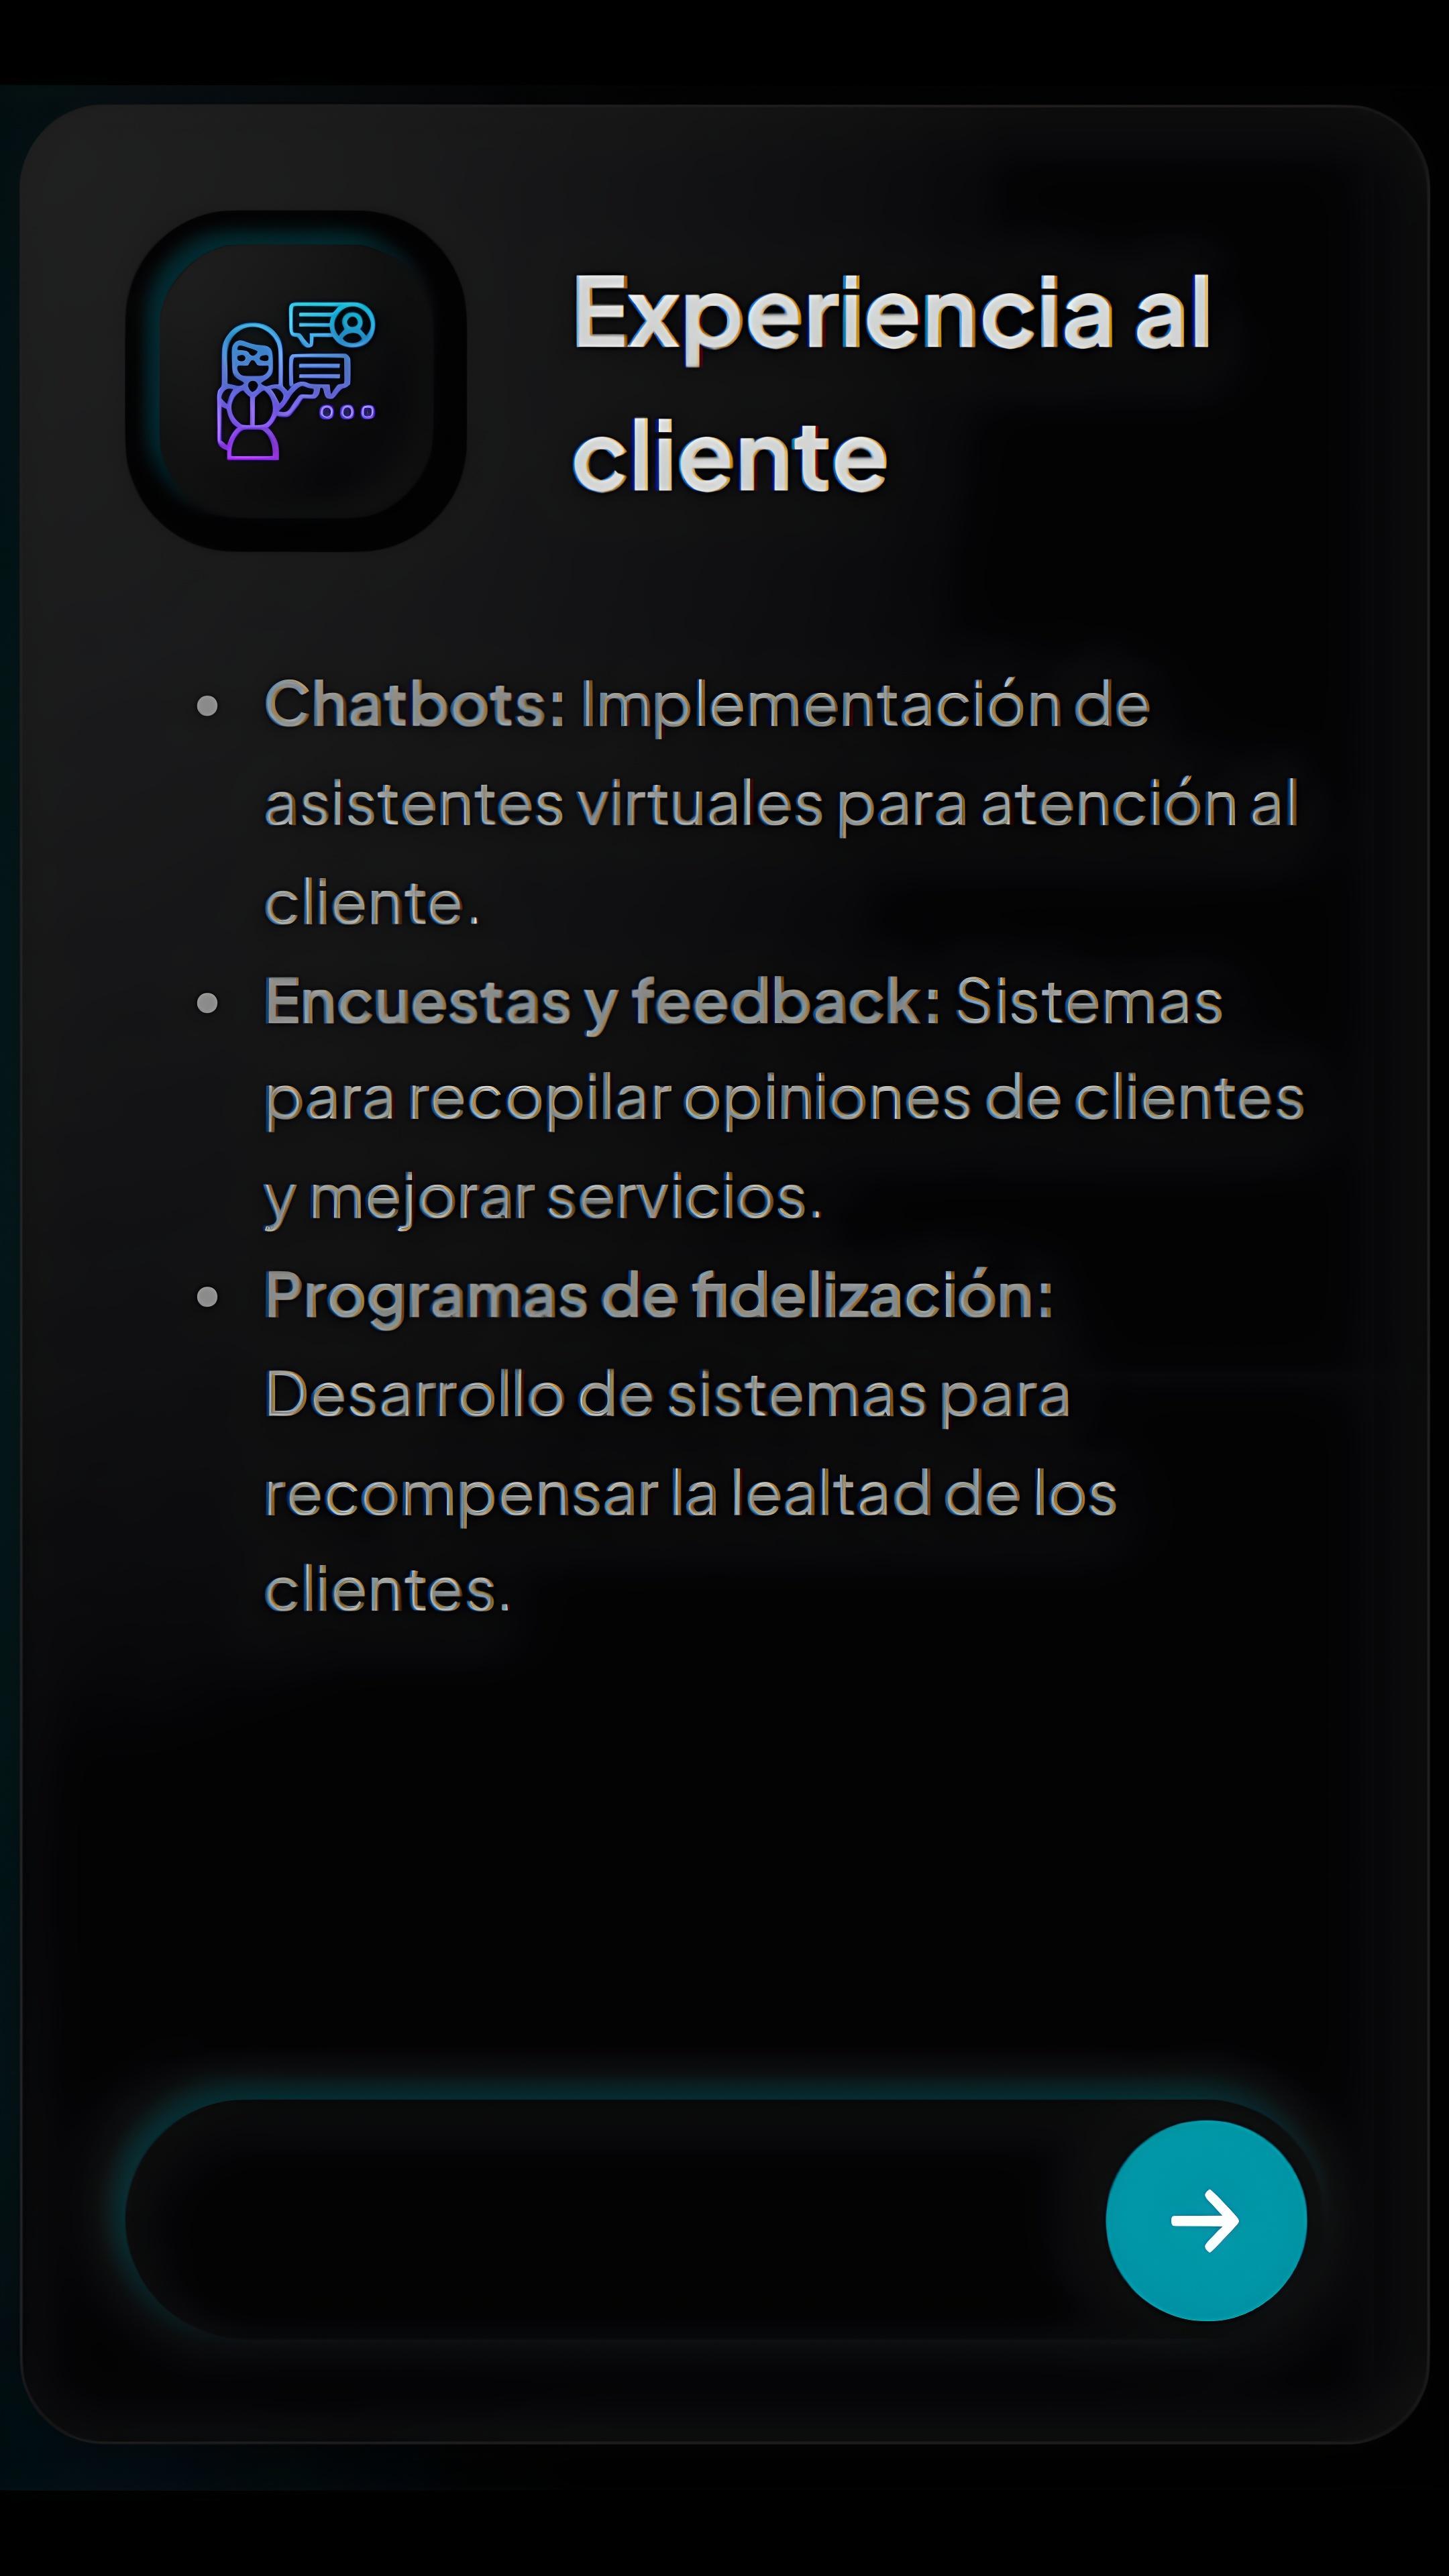 Experiencia al
cliente
• Chatbots: Implementación de
asistentes virtuales para atención al
cliente.
• Encuestas y feedback: Sistemas
para recopilar opiniones de clientes
y mejorar servicios.
• Programas de fidelización:
Desarrollo de sistemas para
recompensar la lealtad de los
clientes.